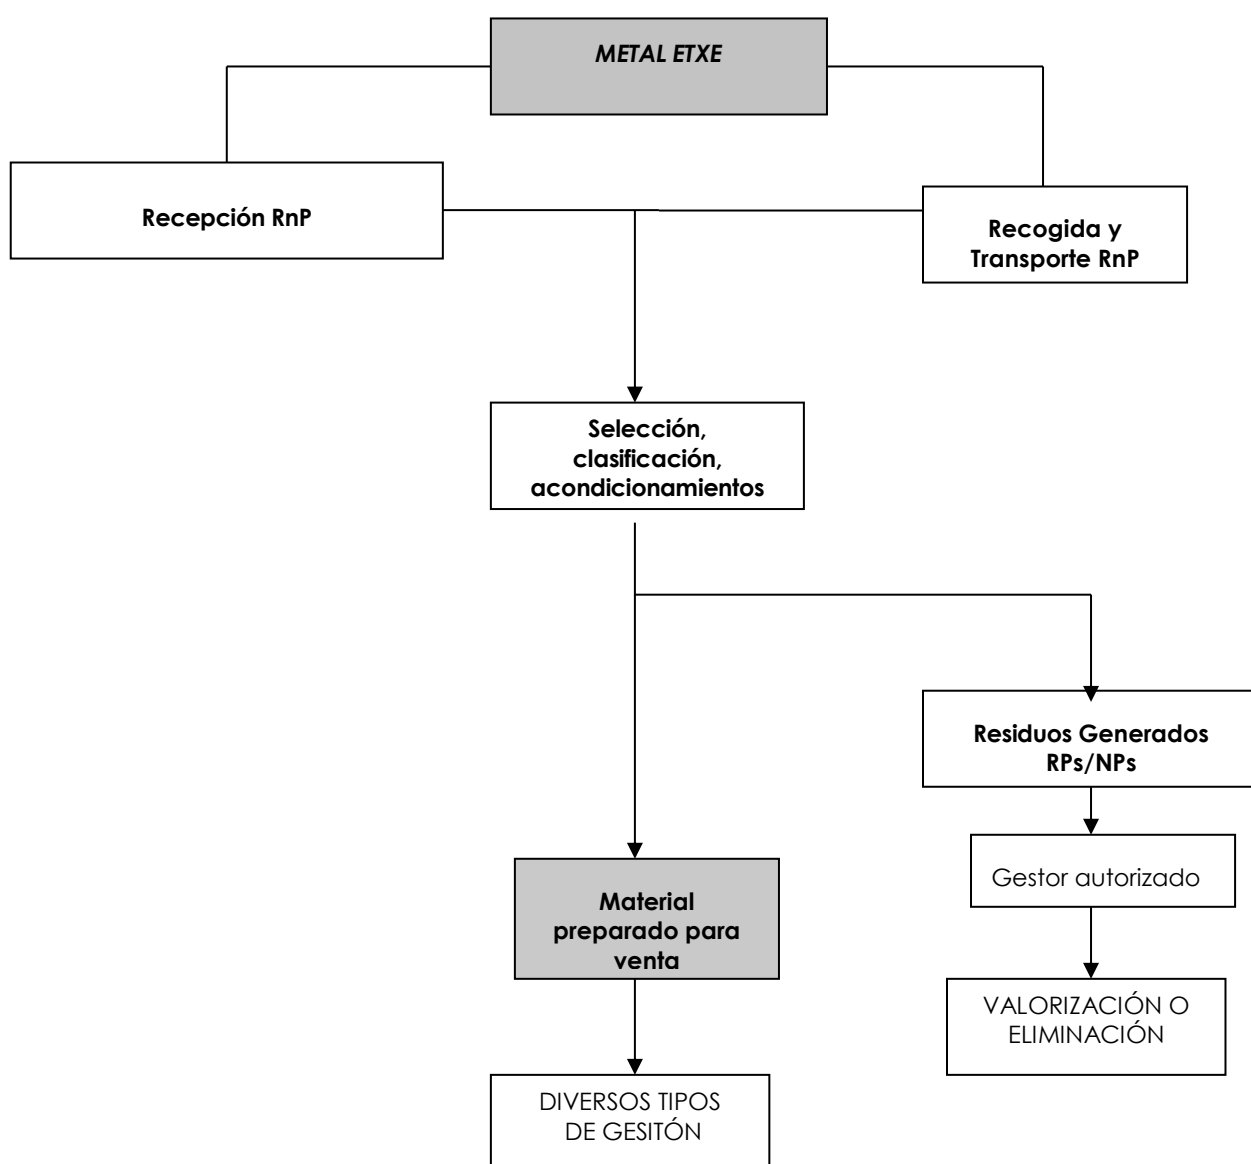 METAL ETXE
Recepción RnP
Recogida y
Transporte RnP
Selección,
clasificación,
acondicionamientos
Residuos Generados
RPs/NPs
Gestor autorizado
Material
preparado para
venta
VALORIZACIÓN O
ELIMINACIÓN
DIVERSOS TIPOS
DE GESITÓN